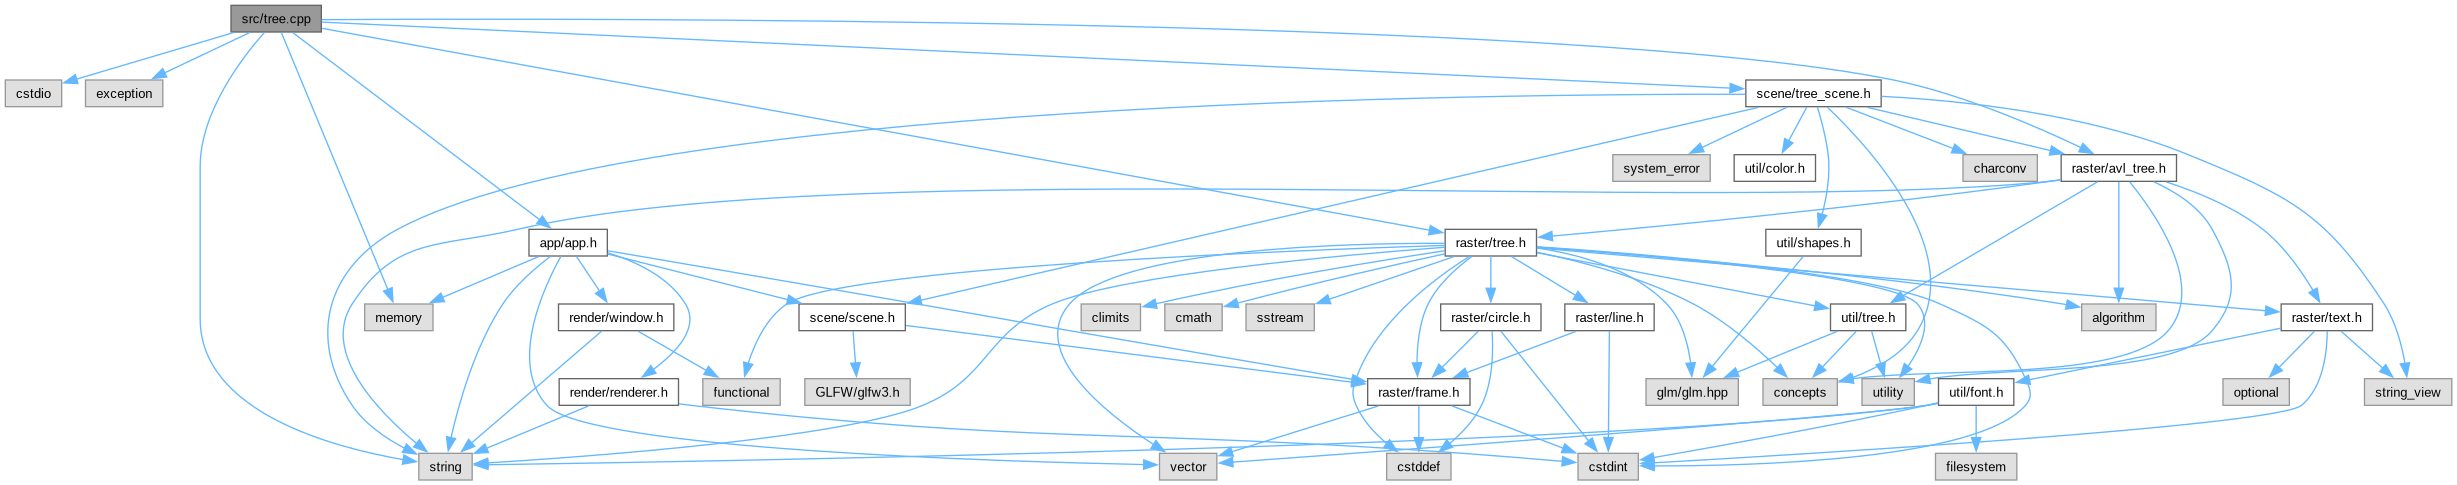 src/tree.cpp
cstdio
exception
scene/tree_scene.h
system_error
util/color.h
charconv
raster/avl_tree.h
app/app.h
raster/tree.h
util/shapes.h
memory
render/window.h
scene/scene.h
climits
cmath
sstream
raster/circle.h
raster/line.h
util/tree.h
algorithm
raster/text.h
render/renderer.h
functional
GLFW/glfw3.h
raster/frame.h
glm/glm.hpp
concepts
utility
util/font.h
optional
string_view
string
vector
cstddef
cstdint
filesystem